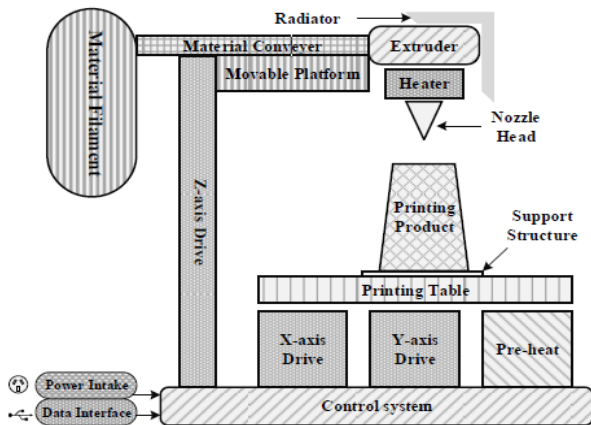 Radiator
Material Conveyer
Extruder
Movable Platform
Heater
Material Filament
Nozzle
Head
Z-axis Drive
Printing
Product
Support
Structure
Printing Table
X-axis
Drive
Y-axis
Drive
Pre-heat
Power Intake
Data Interface
Control system